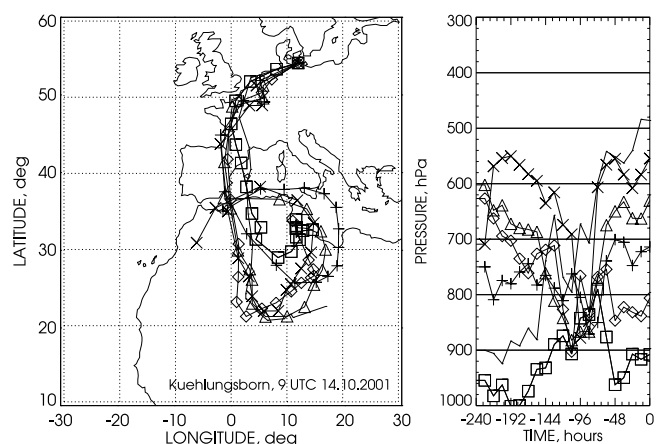 60
50
40
30
20
10
LATITUDE, deg
Kuehlungsborn, 9 UTC 14.10.2001
-30 -20 -10 0 10 20 30
LONGITUDE, deg
300
400
500
600
700
800
900
1000
PRESSURE, hPa
-240 -192 -144 -96 -48 0
TIME, hours